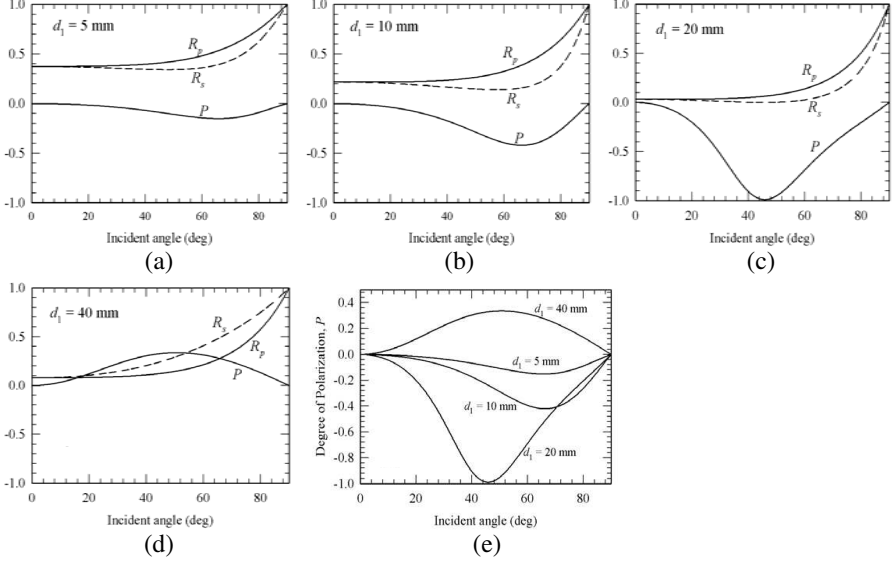 1.0
d1 = 5 mm
0.5
Rp
Rs
0.0
P
0.5
-1.0
0 20 40 60 80
Incident angle (deg)
(a)
1.0
d1 = 10 mm
0.5
Rp
Rs
0.0
P
-0.5
-1.0
0 20 40 60 80
Incident angle (deg)
(b)
1.0
d1 = 20 mm
0.5
Rp
0.0
Rs
P
0.5
-1.0
0 20 40 60 80
Incident angle (deg)
(c)
1.0
d1 = 40 mm
Rs
0.5
Rp
P
0.0
0.5
-1.0
0 20 40 60 80
Incident angle (deg)
(d)
Degree of Polarization, P
0.4
d1 = 40 mm
0.2
0.0
d1 = 5 mm
-0.2
-0.4
d1 = 10 mm
-0.6
d1 = 20 mm
-0.8
-1.0
0 20 40 60 80
Incident angle (deg)
(e)